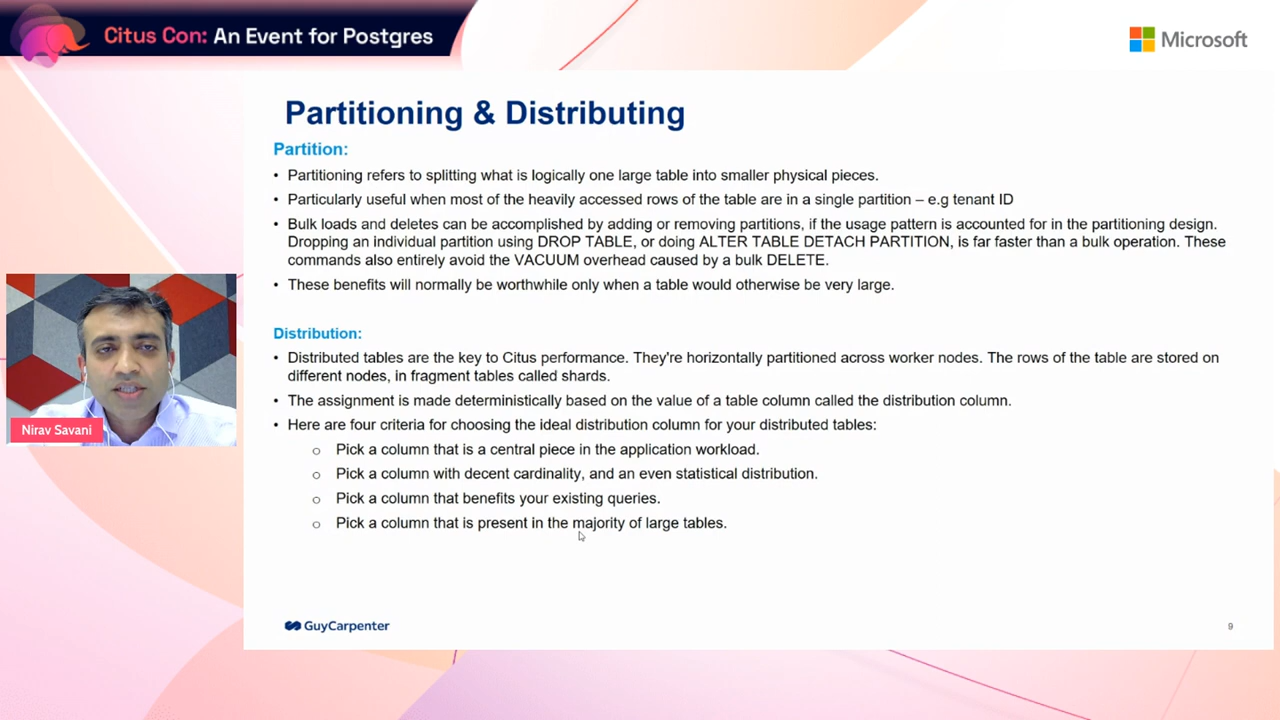 Citus Con: An Event for Postgres
Microsoft
Partitioning & Distributing
Partition:
• Partitioning refers to splitting what is logically one large table into smaller physical pieces.
• Particularly useful when most of the heavily accessed rows of the table are in a single partition – e.g tenant ID
• Bulk loads and deletes can be accomplished by adding or removing partitions, if the usage pattern is accounted for in the partitioning design.
Dropping an individual partition using DROP TABLE, or doing ALTER TABLE DETACH PARTITION, is far faster than a bulk operation. These
commands also entirely avoid the VACUUM overhead caused by a bulk DELETE.
• These benefits will normally be worthwhile only when a table would otherwise be very large.
Distribution:
• Distributed tables are the key to Citus performance. They're horizontally partitioned across worker nodes. The rows of the table are stored on
different nodes, in fragment tables called shards.
• The assignment is made deterministically based on the value of a table column called the distribution column.
• Here are four criteria for choosing the ideal distribution column for your distributed tables:
o Pick a column that is a central piece in the application workload.
o Pick a column with decent cardinality, and an even statistical distribution.
o Pick a column that benefits your existing queries.
o Pick a column that is present in the majority of large tables.
Nirav Savani
GuyCarpenter
9